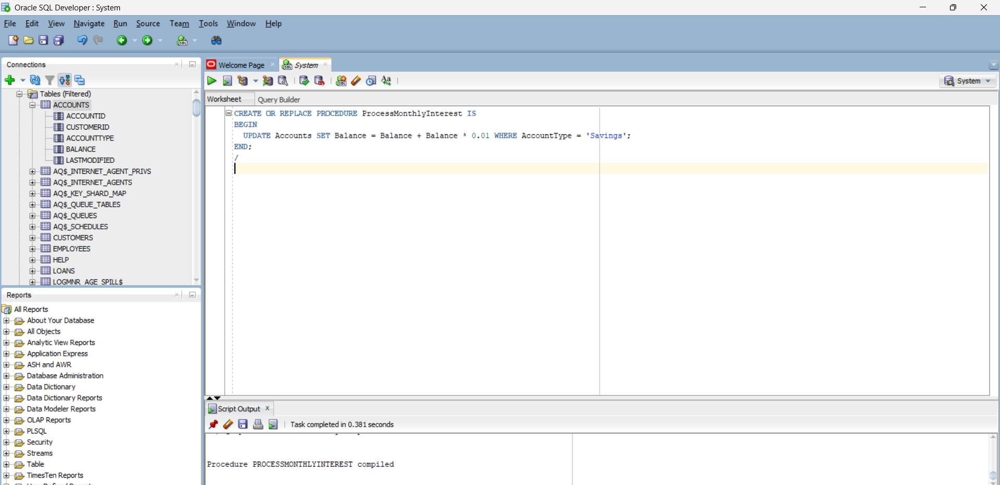 Oracle SQL Developer : System
File Edit View Navigate Run Source Team Tools Window Help
Connections
Tables (Filtered)
ACCOUNTS
ACCOUNTID
CUSTOMERID
ACCOUNTTYPE
BALANCE
LASTMODIFIED
AQ$_INTERNET_AGENT_PRIVS
AQ$_INTERNET_AGENTS
AQ$_KEY_SHARD_MAP
AQ$_QUEUE_TABLES
AQ$_QUEUES
AQ$_SCHEDULES
CUSTOMERS
EMPLOYEES
HELP
LOANS
LOGMNR_AGE_SPILL$
Reports
All Reports
About Your Database
All Objects
Analytic View Reports
Application Express
ASH and AWR
Database Administration
Data Dictionary
Data Dictionary Reports
Data Modeler Reports
OLAP Reports
PLSQL
Security
Streams
Table
TimesTen Reports
Welcome Page System
System
Worksheet Query Builder
CREATE OR REPLACE PROCEDURE ProcessMonthlyInterest IS
BEGIN
UPDATE Accounts SET Balance = Balance + Balance * 0.01 WHERE AccountType = 'Savings';
END;
/
Script Output
Task completed in 0.381 seconds
Procedure PROCESSMONTHLYINTEREST compiled